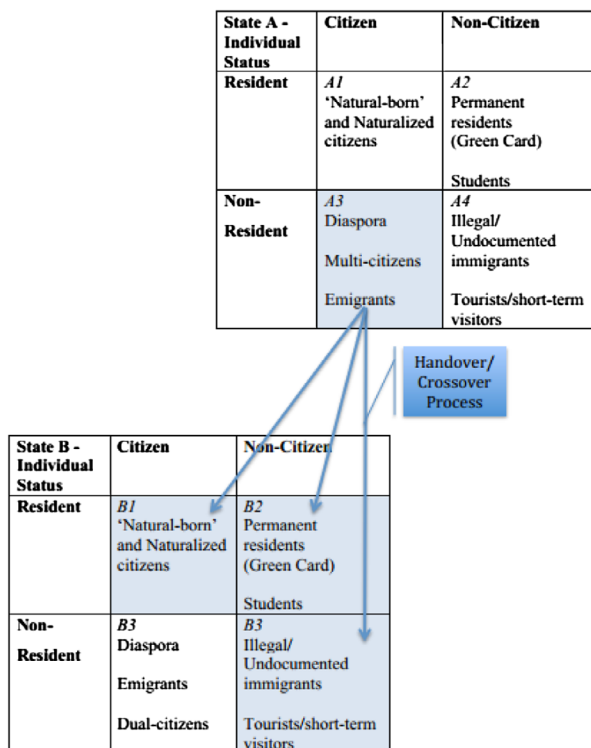 State A -
Individual
Status
Citizen
Non-Citizen
Resident
A1
‘Natural-born’
and Naturalized
citizens
A2
Permanent
residents
(Green Card)
Students
Non-
Resident
A3
Diaspora
Multi-citizens
Emigrants
A4
Illegal/
Undocumented
immigrants
Tourists/short-term
visitors
Handover/
Crossover
Process
State B -
Individual
Status
Citizen
Non-Citizen
Resident
B1
‘Natural-born’
and Naturalized
citizens
B2
Permanent
residents
(Green Card)
Students
Non-
Resident
B3
Diaspora
Emigrants
Dual-citizens
B3
Illegal/
Undocumented
immigrants
Tourists/short-term
visitors